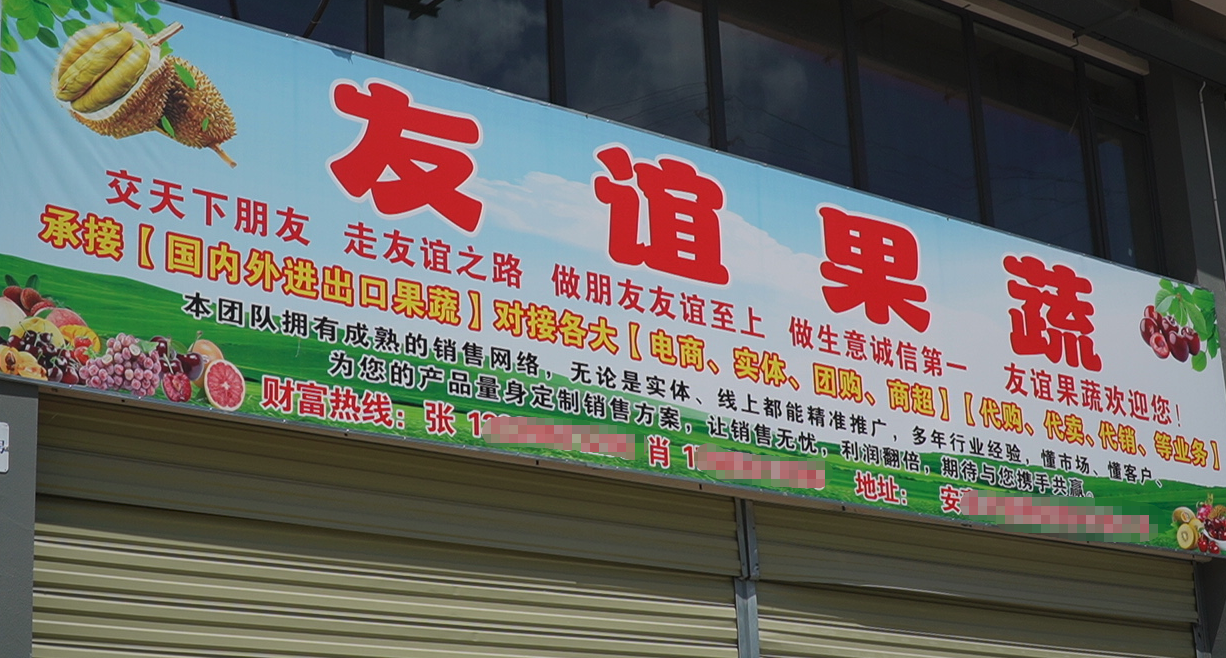 友谊果蔬
交天下朋友 走友谊之路 做朋友友谊至上 做生意诚信第一 友谊果蔬欢迎您!
承接【国内外进出口果蔬】对接各大【电商、实体、团购、商超】【代购、代卖、代销、等业务】
本团队拥有成熟的销售网络,无论是实体、线上都能精准推广,多年行业经验,懂市场、懂客户、
为您的产品量身定制销售方案,让销售无忧,利润翻倍,期待与您携手共赢。
财富热线:张 1 肖 1 地址: 安